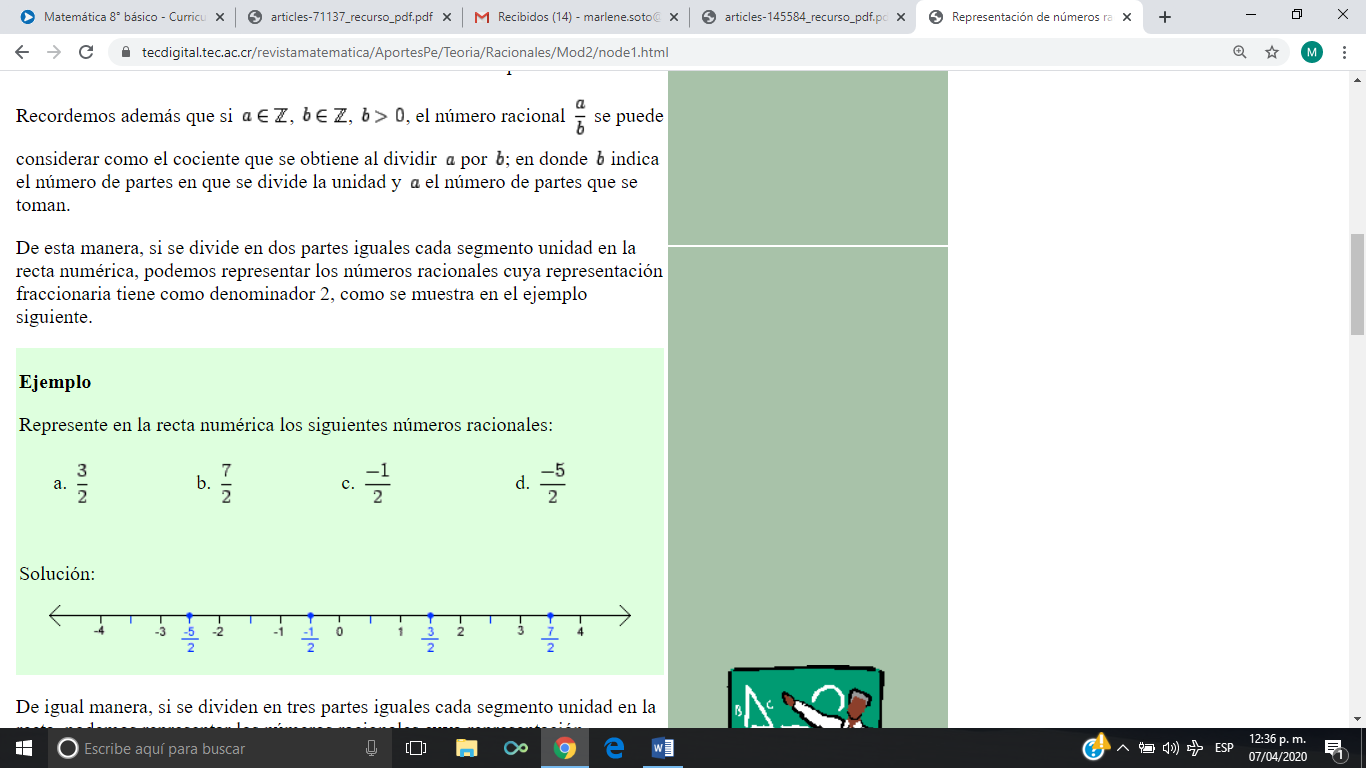 Matemática 8° básico - Curricu
articles-71137_recurso_pdf.pdf
Recibidos (14) - marlene.soto@
articles-145584_recurso_pdf.pd
Representación de números ra
tecdigital.tec.ac.cr/revistamatematica/AportesPe/Teoria/Racionales/Mod2/node1.html
M
Recordemos además que si a ∈ ℤ, b ∈ ℤ, b > 0, el número racional a/b se puede
considerar como el cociente que se obtiene al dividir a por b; en donde b indica
el número de partes en que se divide la unidad y a el número de partes que se
toman.
De esta manera, si se divide en dos partes iguales cada segmento unidad en la
recta numérica, podemos representar los números racionales cuya representación
fraccionaria tiene como denominador 2, como se muestra en el ejemplo
siguiente.
Ejemplo
Represente en la recta numérica los siguientes números racionales:
a. 3/2 b. 7/2 c. −1/2 d. −5/2
Solución:
-4 -3 -5/2 -2 -1 -1/2 0 1 3/2 2 3 7/2 4
B C
De igual manera, si se dividen en tres partes iguales cada segmento unidad en la
Escribe aquí para buscar
ESP
12:36 p. m.
07/04/2020
1